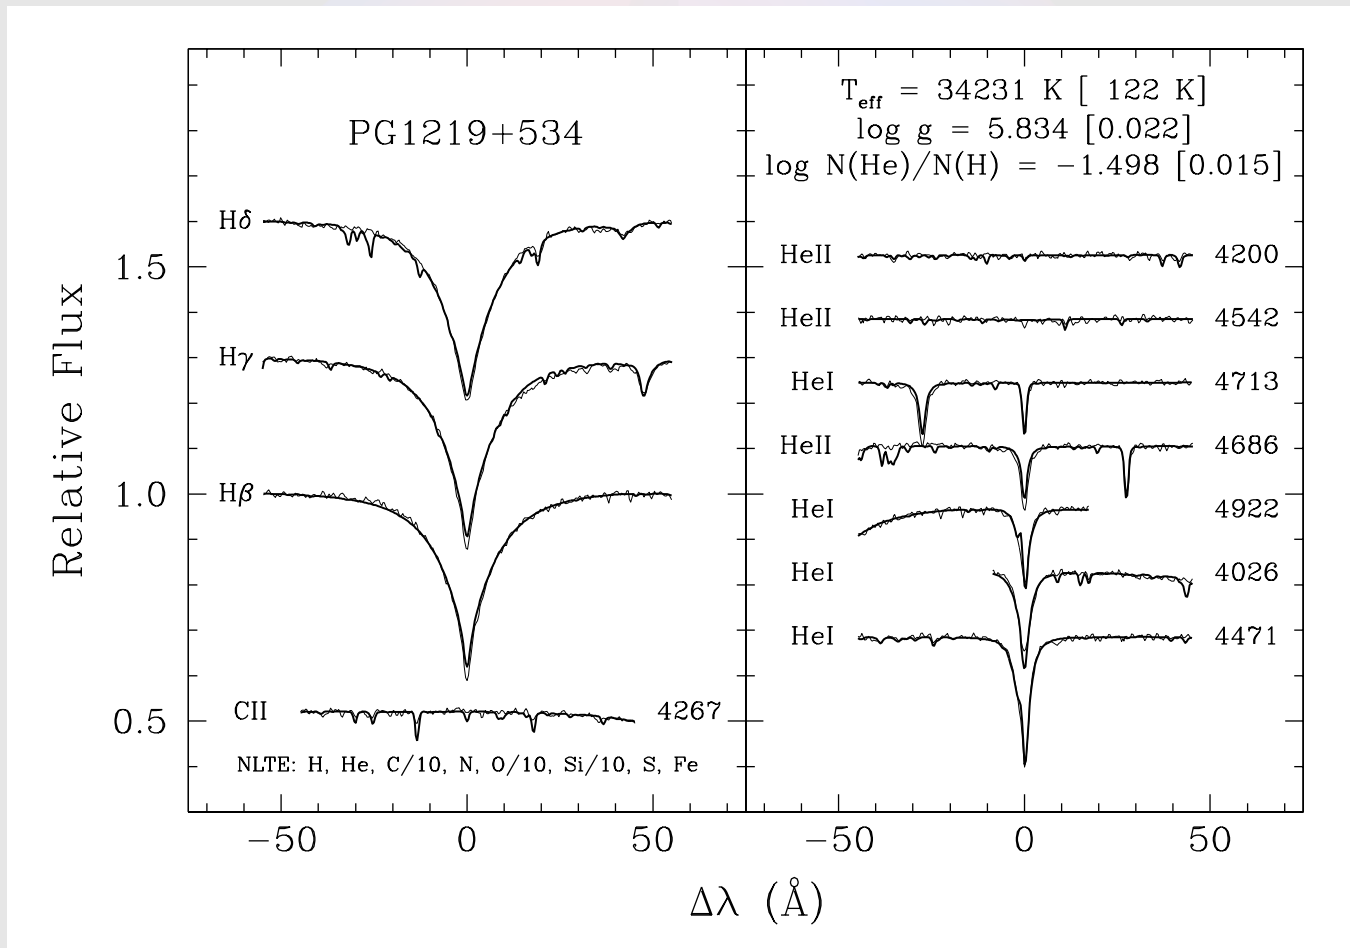 PG1219+534
T_eff = 34231 K [ 122 K]
log g = 5.834 [0.022]
log N(He)/N(H) = −1.498 [0.015]
Relative Flux
1.5
1.0
0.5
Hδ
Hγ
Hβ
CII 4267
NLTE: H, He, C/10, N, O/10, Si/10, S, Fe
HeII 4200
HeII 4542
HeI 4713
HeII 4686
HeI 4922
HeI 4026
HeI 4471
−50 0 50 −50 0 50
Δλ (Å)